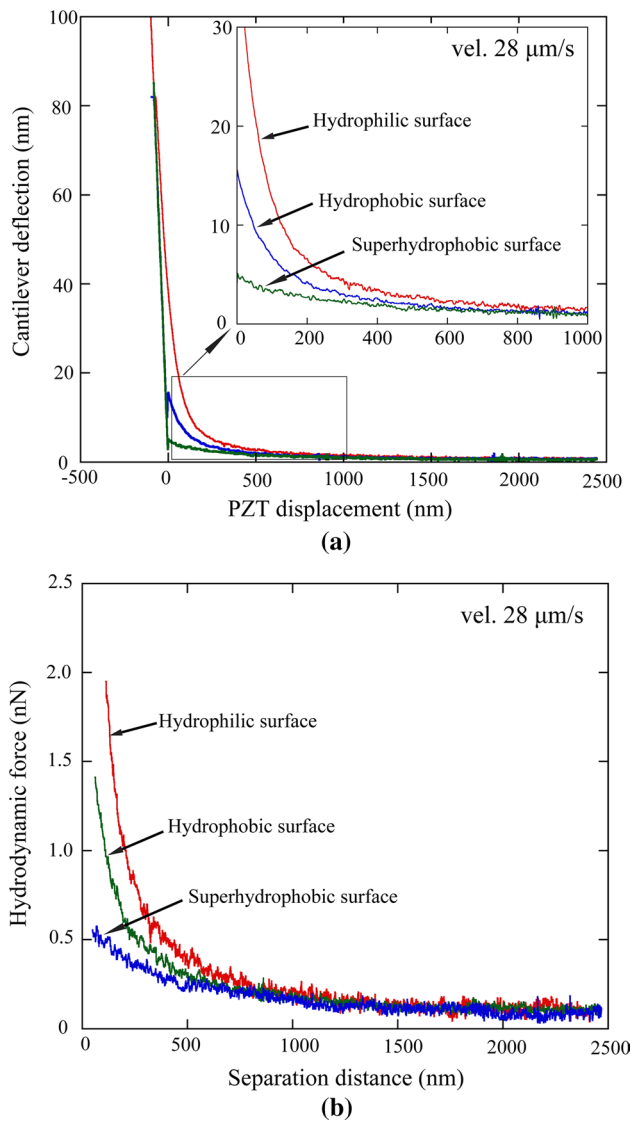 100
80
60
40
20
0
Cantilever deflection (nm)
-500
0
500
1000
1500
2000
2500
PZT displacement (nm)
30
20
10
0
0
200
400
600
800
1000
vel. 28 μm/s
Hydrophilic surface
Hydrophobic surface
Superhydrophobic surface
(a)
2.5
2.0
1.5
1.0
0.5
0
Hydrodynamic force (nN)
0
500
1000
1500
2000
2500
Separation distance (nm)
vel. 28 μm/s
Hydrophilic surface
Hydrophobic surface
Superhydrophobic surface
(b)